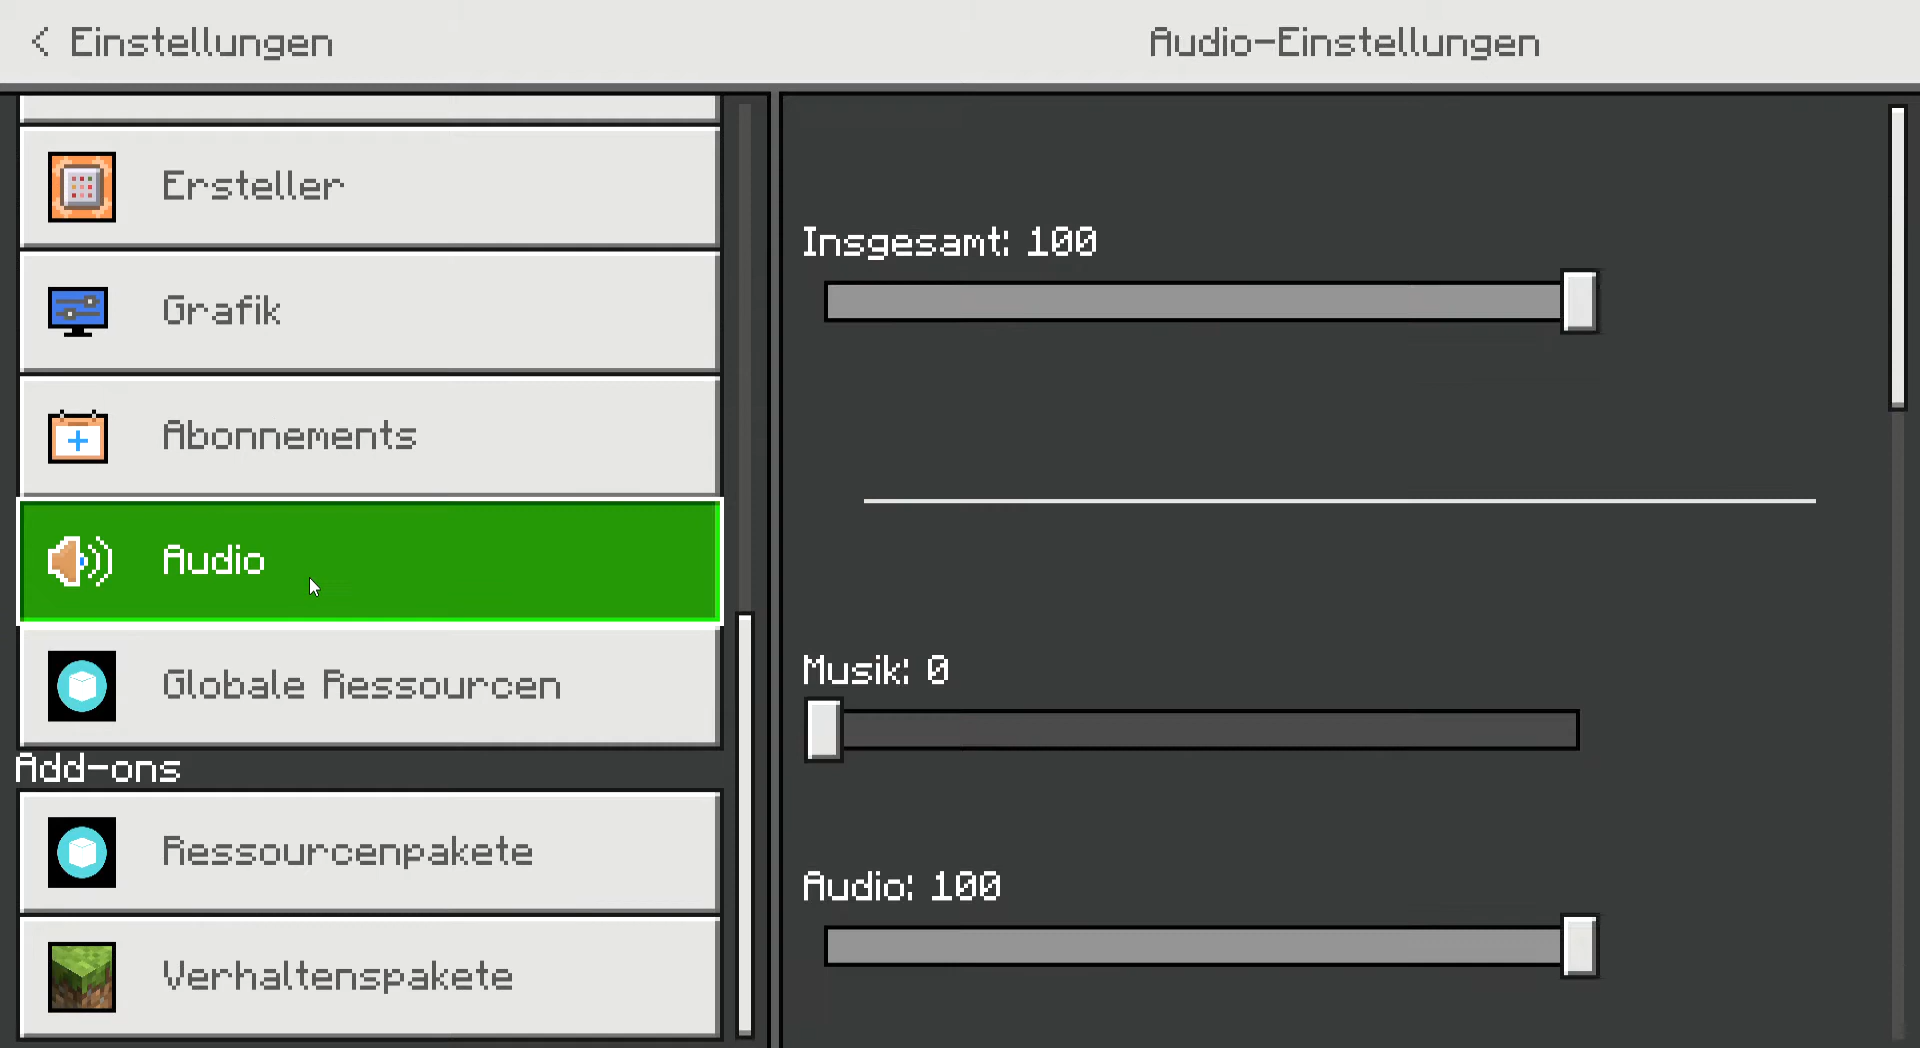 Einstellungen
Audio-Einstellungen
Ersteller
Grafik
Abonnements
Audio
Globale Ressourcen
Add-ons
Ressourcenpakete
Verhaltenspakete
Insgesamt: 100
Musik: 0
Audio: 100